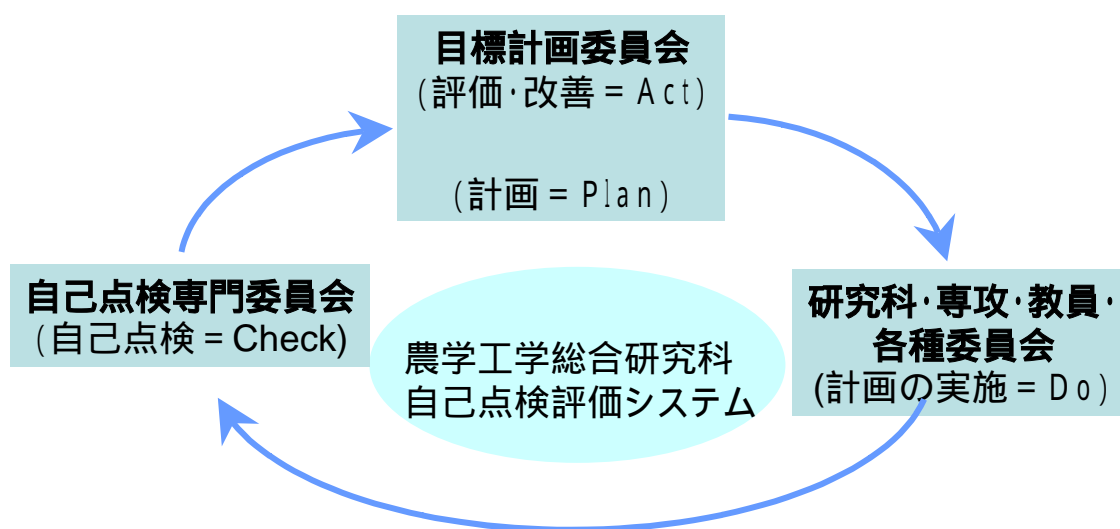 目標計画委員会
(評価･改善 = Act)
(計画 = Plan)
自己点検専門委員会
(自己点検 = Check)
農学工学総合研究科
自己点検評価システム
研究科･専攻･教員･
各種委員会
(計画の実施 = Do)